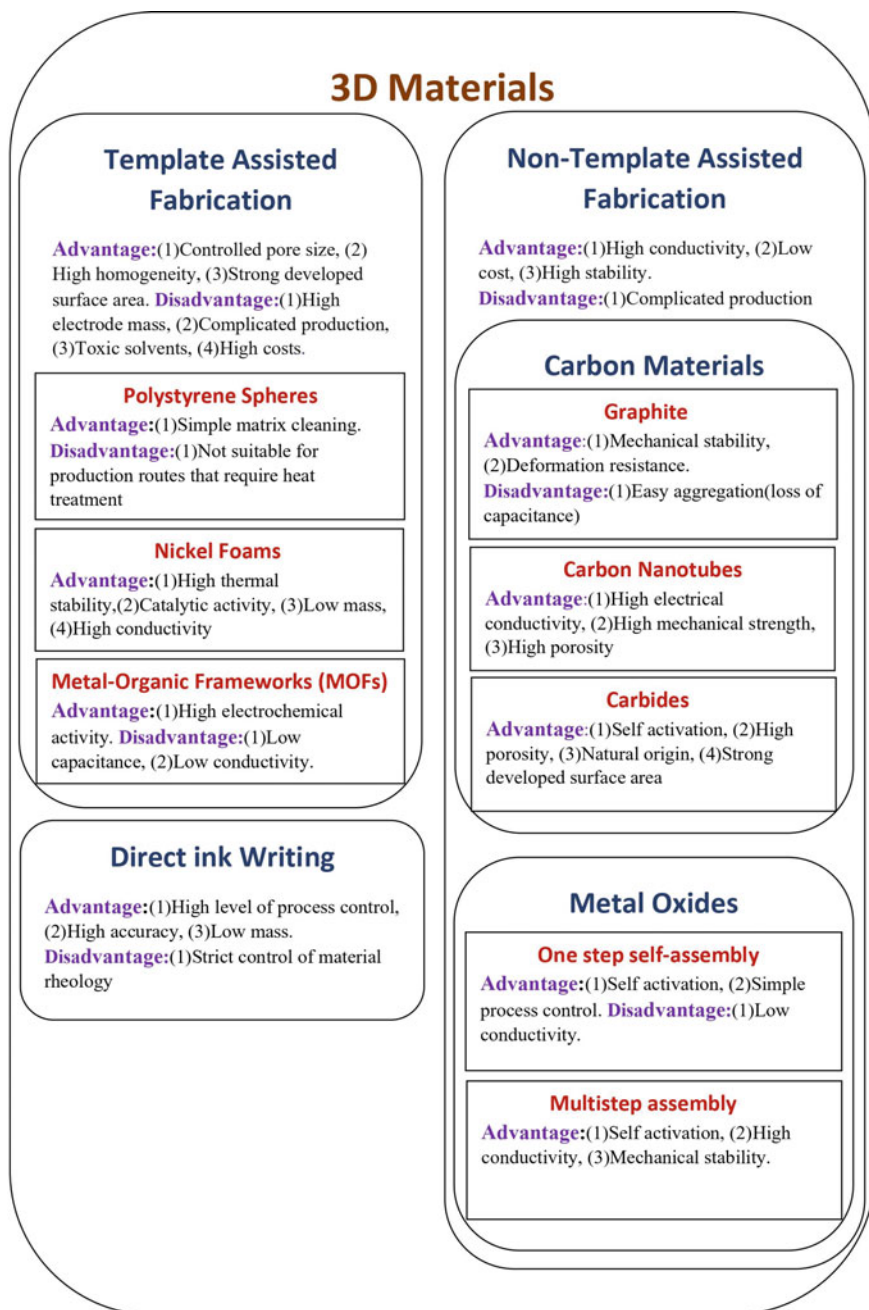 3D Materials
Template Assisted
Fabrication
Advantage:(1)Controlled pore size, (2)
High homogeneity, (3)Strong developed
surface area. Disadvantage:(1)High
electrode mass, (2)Complicated production,
(3)Toxic solvents, (4)High costs.
Polystyrene Spheres
Advantage:(1)Simple matrix cleaning.
Disadvantage:(1)Not suitable for
production routes that require heat
treatment
Nickel Foams
Advantage:(1)High thermal
stability,(2)Catalytic activity, (3)Low mass,
(4)High conductivity
Metal-Organic Frameworks (MOFs)
Advantage:(1)High electrochemical
activity. Disadvantage:(1)Low
capacitance, (2)Low conductivity.
Direct ink Writing
Advantage:(1)High level of process control,
(2)High accuracy, (3)Low mass.
Disadvantage:(1)Strict control of material
rheology
Non-Template Assisted
Fabrication
Advantage:(1)High conductivity, (2)Low
cost, (3)High stability.
Disadvantage:(1)Complicated production
Carbon Materials
Graphite
Advantage:(1)Mechanical stability,
(2)Deformation resistance.
Disadvantage:(1)Easy aggregation(loss of
capacitance)
Carbon Nanotubes
Advantage:(1)High electrical
conductivity, (2)High mechanical strength,
(3)High porosity
Carbides
Advantage:(1)Self activation, (2)High
porosity, (3)Natural origin, (4)Strong
developed surface area
Metal Oxides
One step self-assembly
Advantage:(1)Self activation, (2)Simple
process control. Disadvantage:(1)Low
conductivity.
Multistep assembly
Advantage:(1)Self activation, (2)High
conductivity, (3)Mechanical stability.